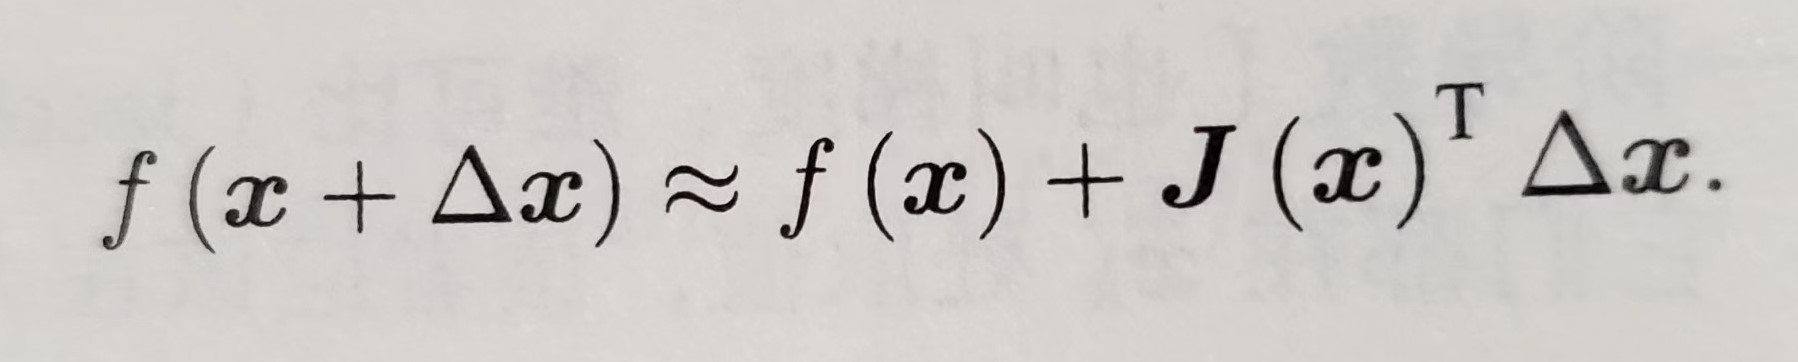 f (x + Δx) ≈ f (x) + J (x)ᵀ Δx.